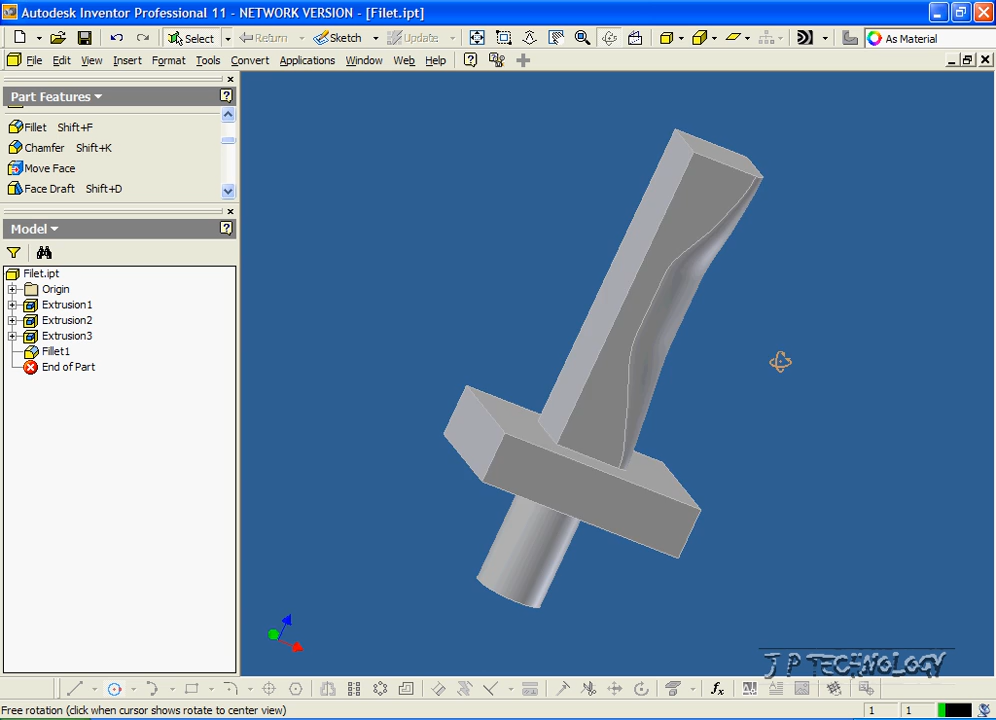 Autodesk Inventor Professional 11 - NETWORK VERSION - [Filet.ipt]
Select Return Sketch Update As Material
File Edit View Insert Format Tools Convert Applications Window Web Help
Part Features
Fillet Shift+F
Chamfer Shift+K
Move Face
Face Draft Shift+D
Model
Filet.ipt
Origin
Extrusion1
Extrusion2
Extrusion3
Fillet1
End of Part
J P TECHNOLOGY
fx
Free rotation (click when cursor shows rotate to center view) 1 1